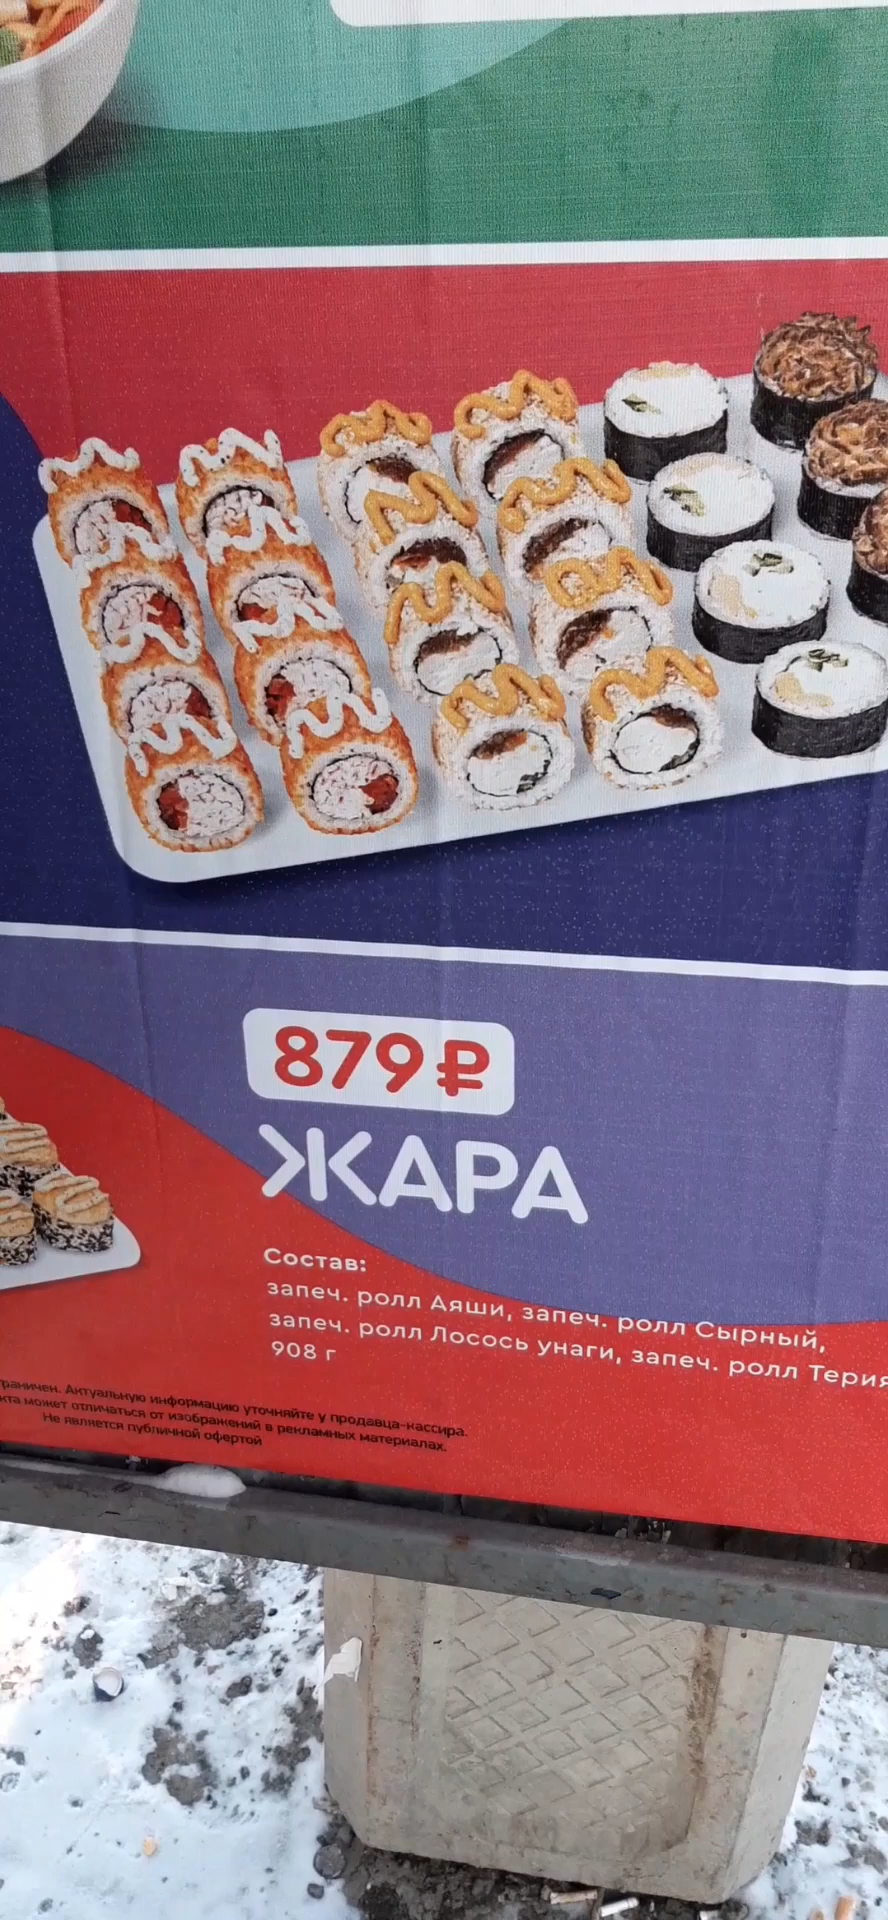 879 ₽
ЖАРА
Состав:
запеч. ролл Аяши, запеч. ролл Сырный,
запеч. ролл Лосось унаги, запеч. ролл
908 г
Актуальную информацию уточняйте у продавца-кассира.
может отличаться от изображений в рекламных материалах.
Не является публичной офертой